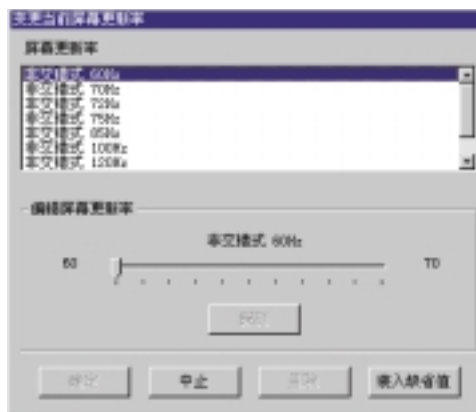 变更当前屏幕更新率
屏幕更新率
非交错式 60Hz
非交错式 70Hz
非交错式 72Hz
非交错式 75Hz
非交错式 85Hz
非交错式 100Hz
非交错式 120Hz
编辑屏幕更新率
非交错式 60Hz
60
70
中止
载入缺省值